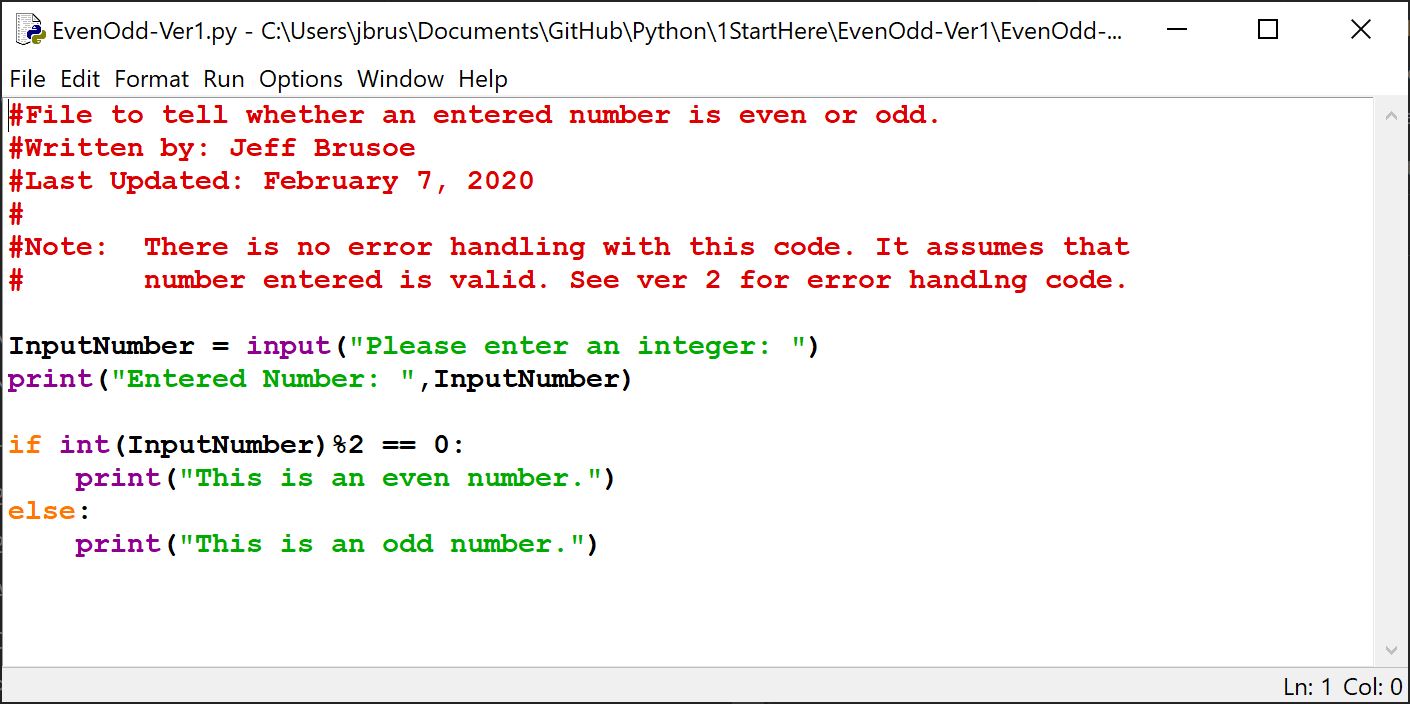 EvenOdd-Ver1.py - C:\Users\jbrus\Documents\GitHub\Python\1StartHere\EvenOdd-Ver1\EvenOdd-...
File Edit Format Run Options Window Help
#File to tell whether an entered number is even or odd.
#Written by: Jeff Brusoe
#Last Updated: February 7, 2020
#
#Note:  There is no error handling with this code. It assumes that
#       number entered is valid. See ver 2 for error handlng code.
InputNumber = input("Please enter an integer: ")
print("Entered Number: ",InputNumber)
if int(InputNumber)%2 == 0:
    print("This is an even number.")
else:
    print("This is an odd number.")
Ln: 1 Col: 0